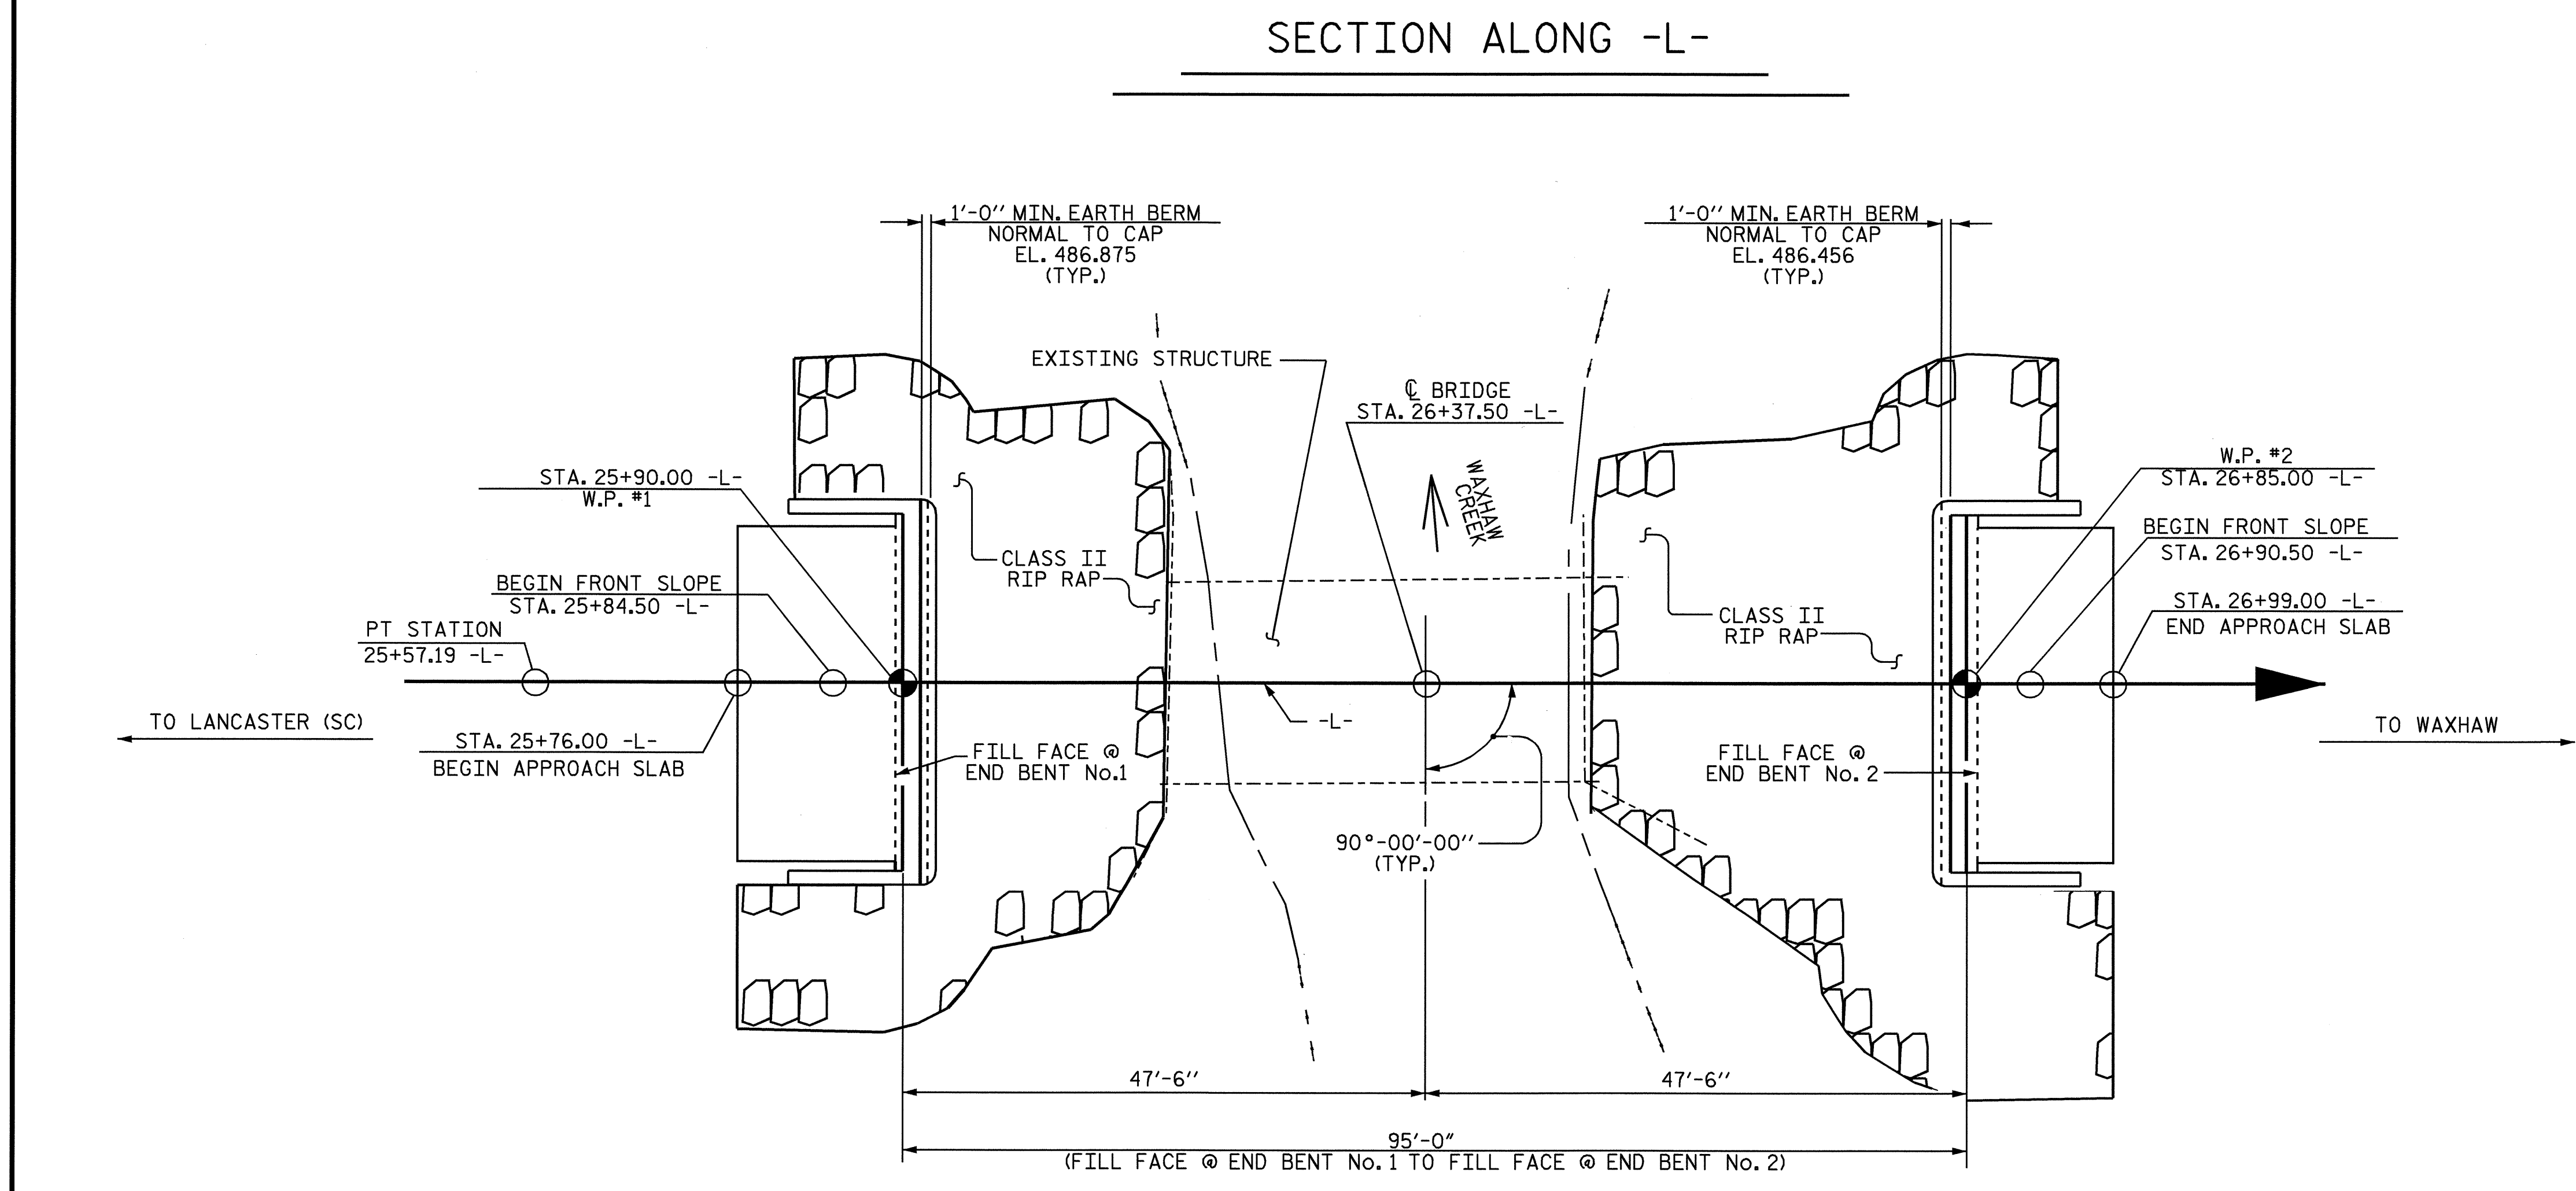 SECTION ALONG -L-
1'-0" MIN. EARTH BERM
NORMAL TO CAP
EL. 486.875
(TYP.)
1'-0" MIN. EARTH BERM
NORMAL TO CAP
EL. 486.456
(TYP.)
EXISTING STRUCTURE
℄ BRIDGE
STA. 26+37.50 -L-
WAXHAW
CREEK
STA. 25+90.00 -L-
W.P. #1
W.P. #2
STA. 26+85.00 -L-
BEGIN FRONT SLOPE
STA. 26+90.50 -L-
CLASS II
RIP RAP
BEGIN FRONT SLOPE
STA. 25+84.50 -L-
CLASS II
RIP RAP
STA. 26+99.00 -L-
END APPROACH SLAB
PT STATION
25+57.19 -L-
TO LANCASTER (SC)
-L-
TO WAXHAW
STA. 25+76.00 -L-
BEGIN APPROACH SLAB
FILL FACE @
END BENT No.1
FILL FACE @
END BENT No. 2
90°-00'-00"
(TYP.)
47'-6"
47'-6"
95'-0"
(FILL FACE @ END BENT No. 1 TO FILL FACE @ END BENT No. 2)